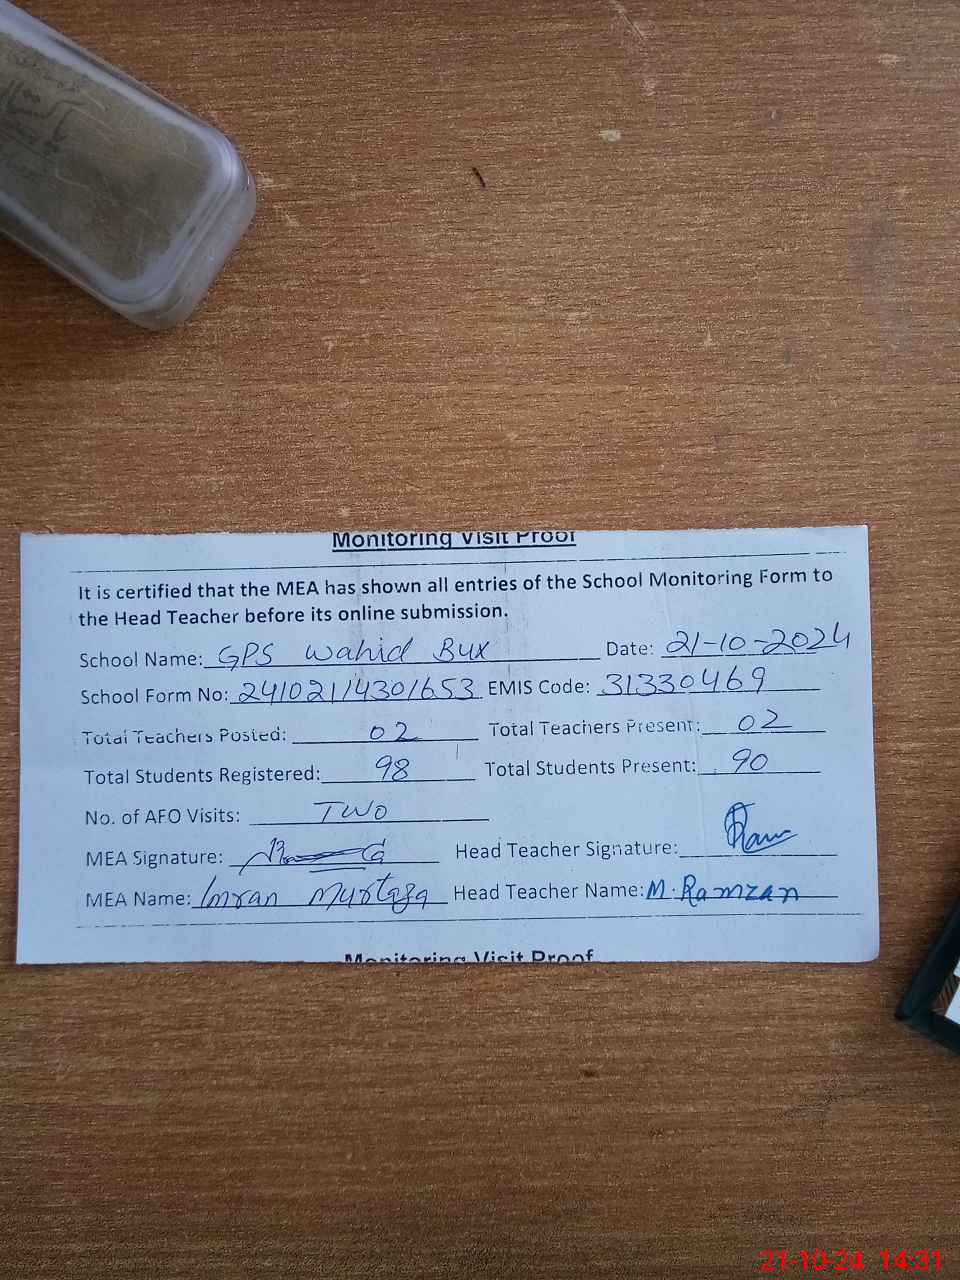 Monitoring Visit Proof
It is certified that the MEA has shown all entries of the School Monitoring Form to
the Head Teacher before its online submission.
School Name: GPS Wahid Bux Date: 21-10-2024
School Form No: 24102114301653 EMIS Code: 31330469
Total Teachers Posted: 02 Total Teachers Present: 02
Total Students Registered: 98 Total Students Present: 90
No. of AFO Visits: TWO
MEA Signature: Head Teacher Signature:
MEA Name: Imran Murtaza Head Teacher Name: M. Ramzan
Monitoring Visit Proof
21-10-24 14:31